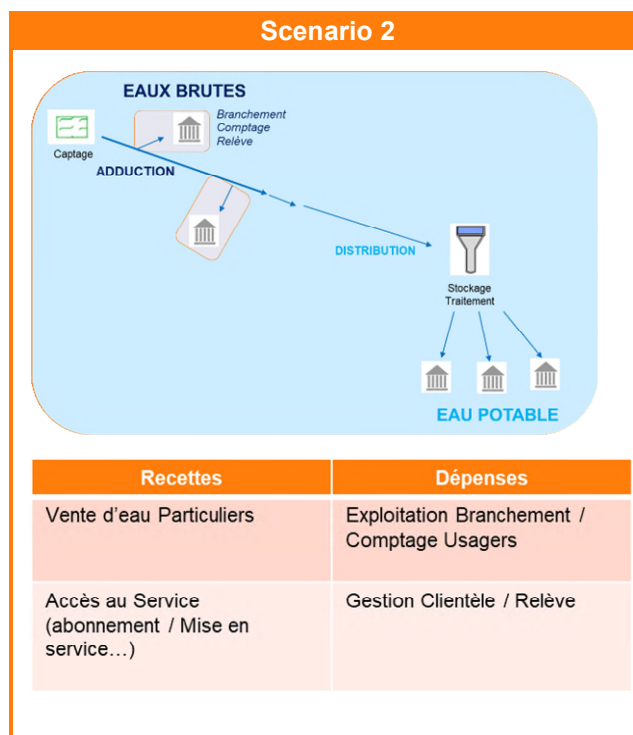 Scenario 2
EAUX BRUTES
Branchement
Comptage
Relève
Captage
ADDUCTION
DISTRIBUTION
Stockage
Traitement
EAU POTABLE
Recettes
Dépenses
Vente d'eau Particuliers
Exploitation Branchement /
Comptage Usagers
Accès au Service
(abonnement / Mise en
service…)
Gestion Clientèle / Relève